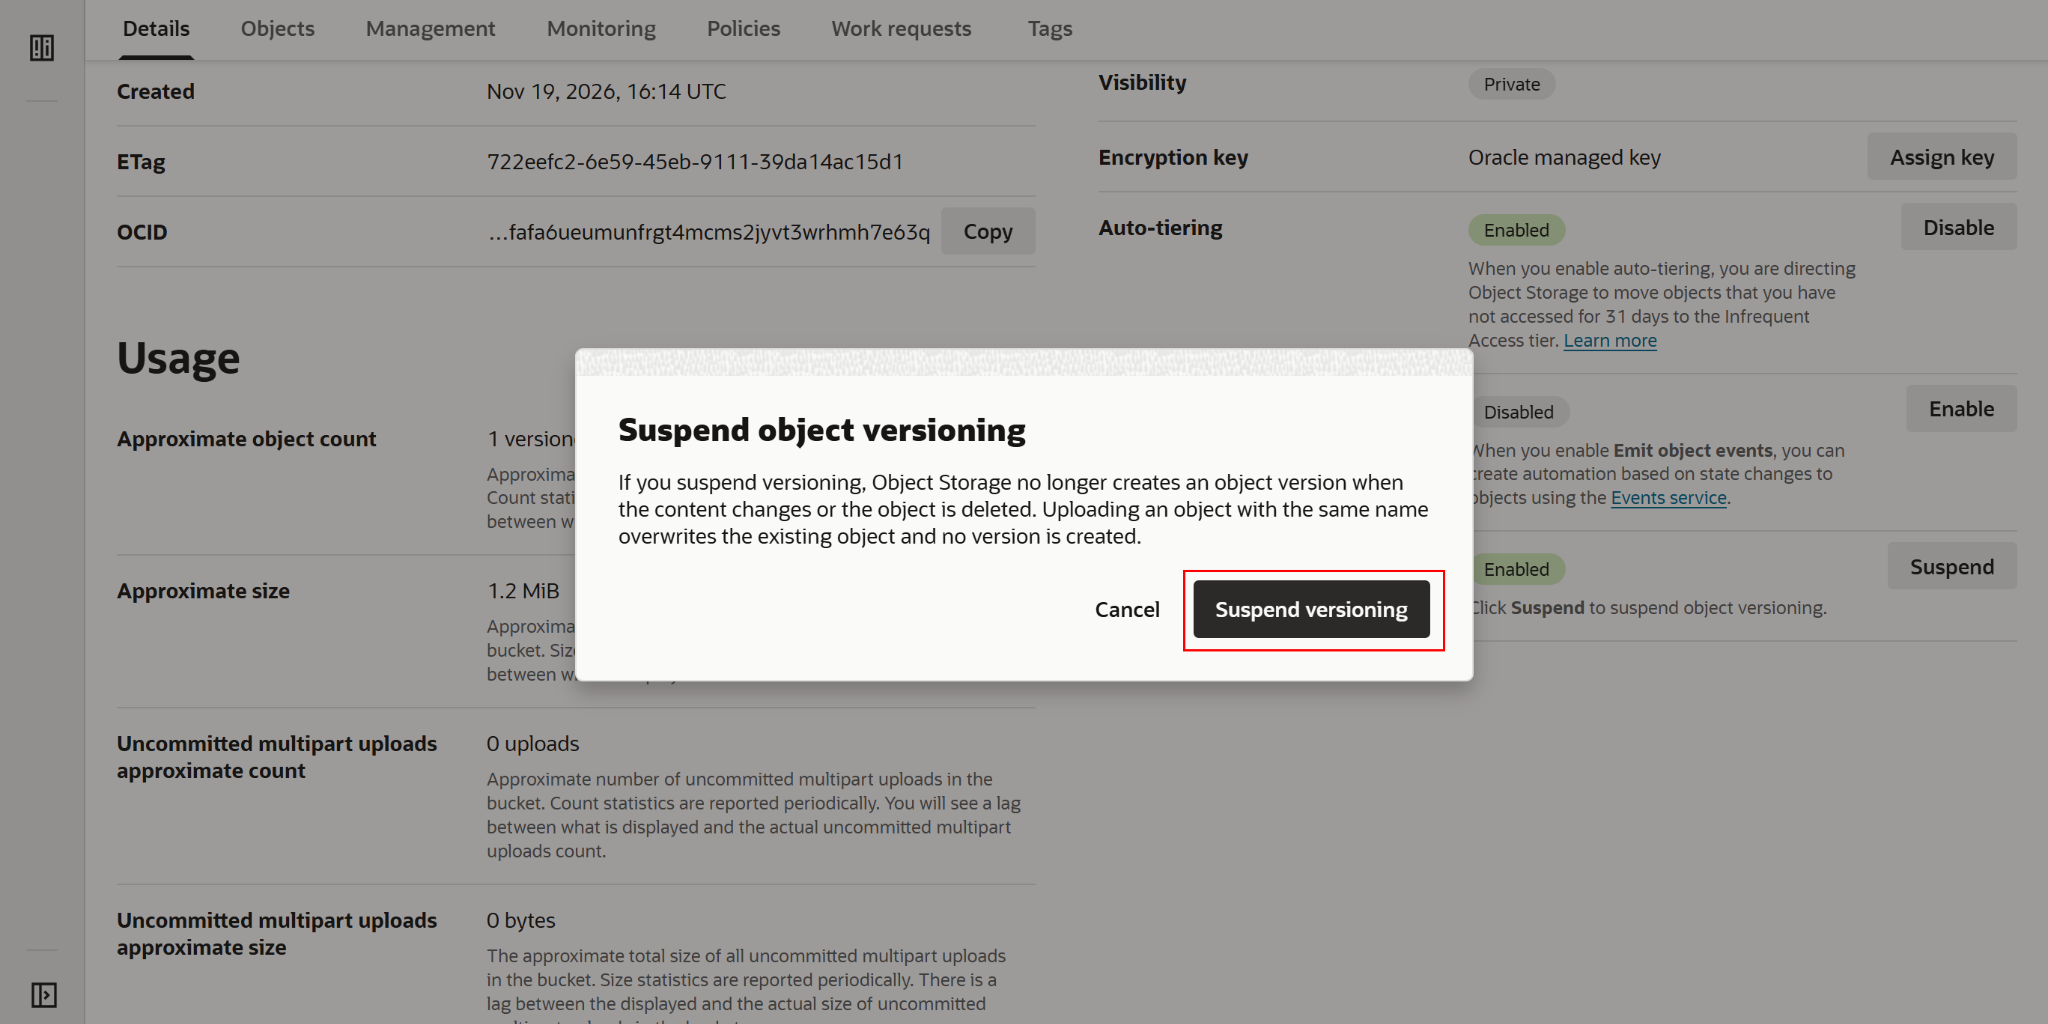 Details Objects Management Monitoring Policies Work requests Tags
Created Nov 19, 2026, 16:14 UTC
ETag 722eefc2-6e59-45eb-9111-39da14ac15d1
OCID ...fafa6ueumunfrgt4mcms2jyvt3wrhmh7e63q Copy
Usage
Approximate object count 1 version
Approxima
Count stati
between w
Approximate size 1.2 MiB
Approxima
bucket. Siz
between w
Uncommitted multipart uploads
approximate count
0 uploads
Approximate number of uncommitted multipart uploads in the
bucket. Count statistics are reported periodically. You will see a lag
between what is displayed and the actual uncommitted multipart
uploads count.
Uncommitted multipart uploads
approximate size
0 bytes
The approximate total size of all uncommitted multipart uploads
in the bucket. Size statistics are reported periodically. There is a
lag between the displayed and the actual size of uncommitted
Visibility Private
Encryption key Oracle managed key Assign key
Auto-tiering Enabled Disable
When you enable auto-tiering, you are directing
Object Storage to move objects that you have
not accessed for 31 days to the Infrequent
Access tier. Learn more
Disabled Enable
When you enable Emit object events, you can
create automation based on state changes to
objects using the Events service.
Enabled Suspend
Click Suspend to suspend object versioning.
Suspend object versioning
If you suspend versioning, Object Storage no longer creates an object version when
the content changes or the object is deleted. Uploading an object with the same name
overwrites the existing object and no version is created.
Cancel Suspend versioning